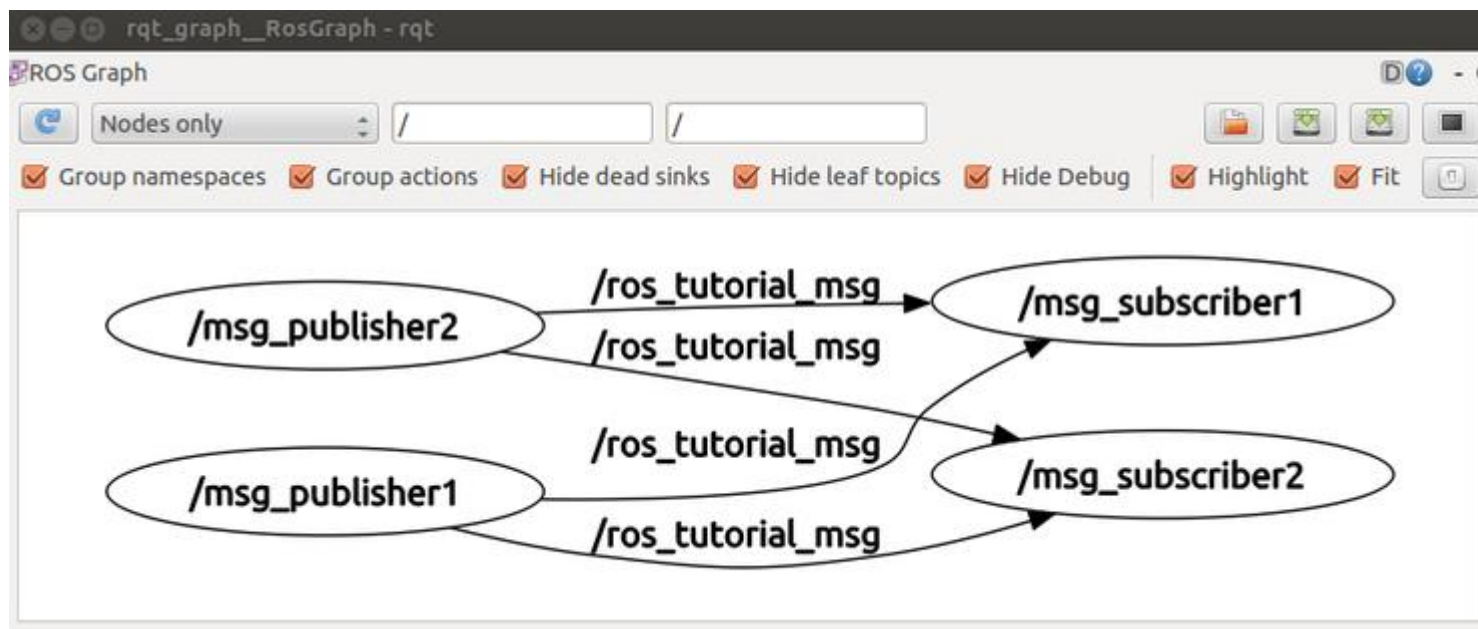 rqt_graph__RosGraph - rqt
ROS Graph
D ? -
Nodes only / /
Group namespaces Group actions Hide dead sinks Hide leaf topics Hide Debug Highlight Fit
/ros_tutorial_msg
/msg_publisher2 /msg_subscriber1
/ros_tutorial_msg
/ros_tutorial_msg
/msg_publisher1 /msg_subscriber2
/ros_tutorial_msg